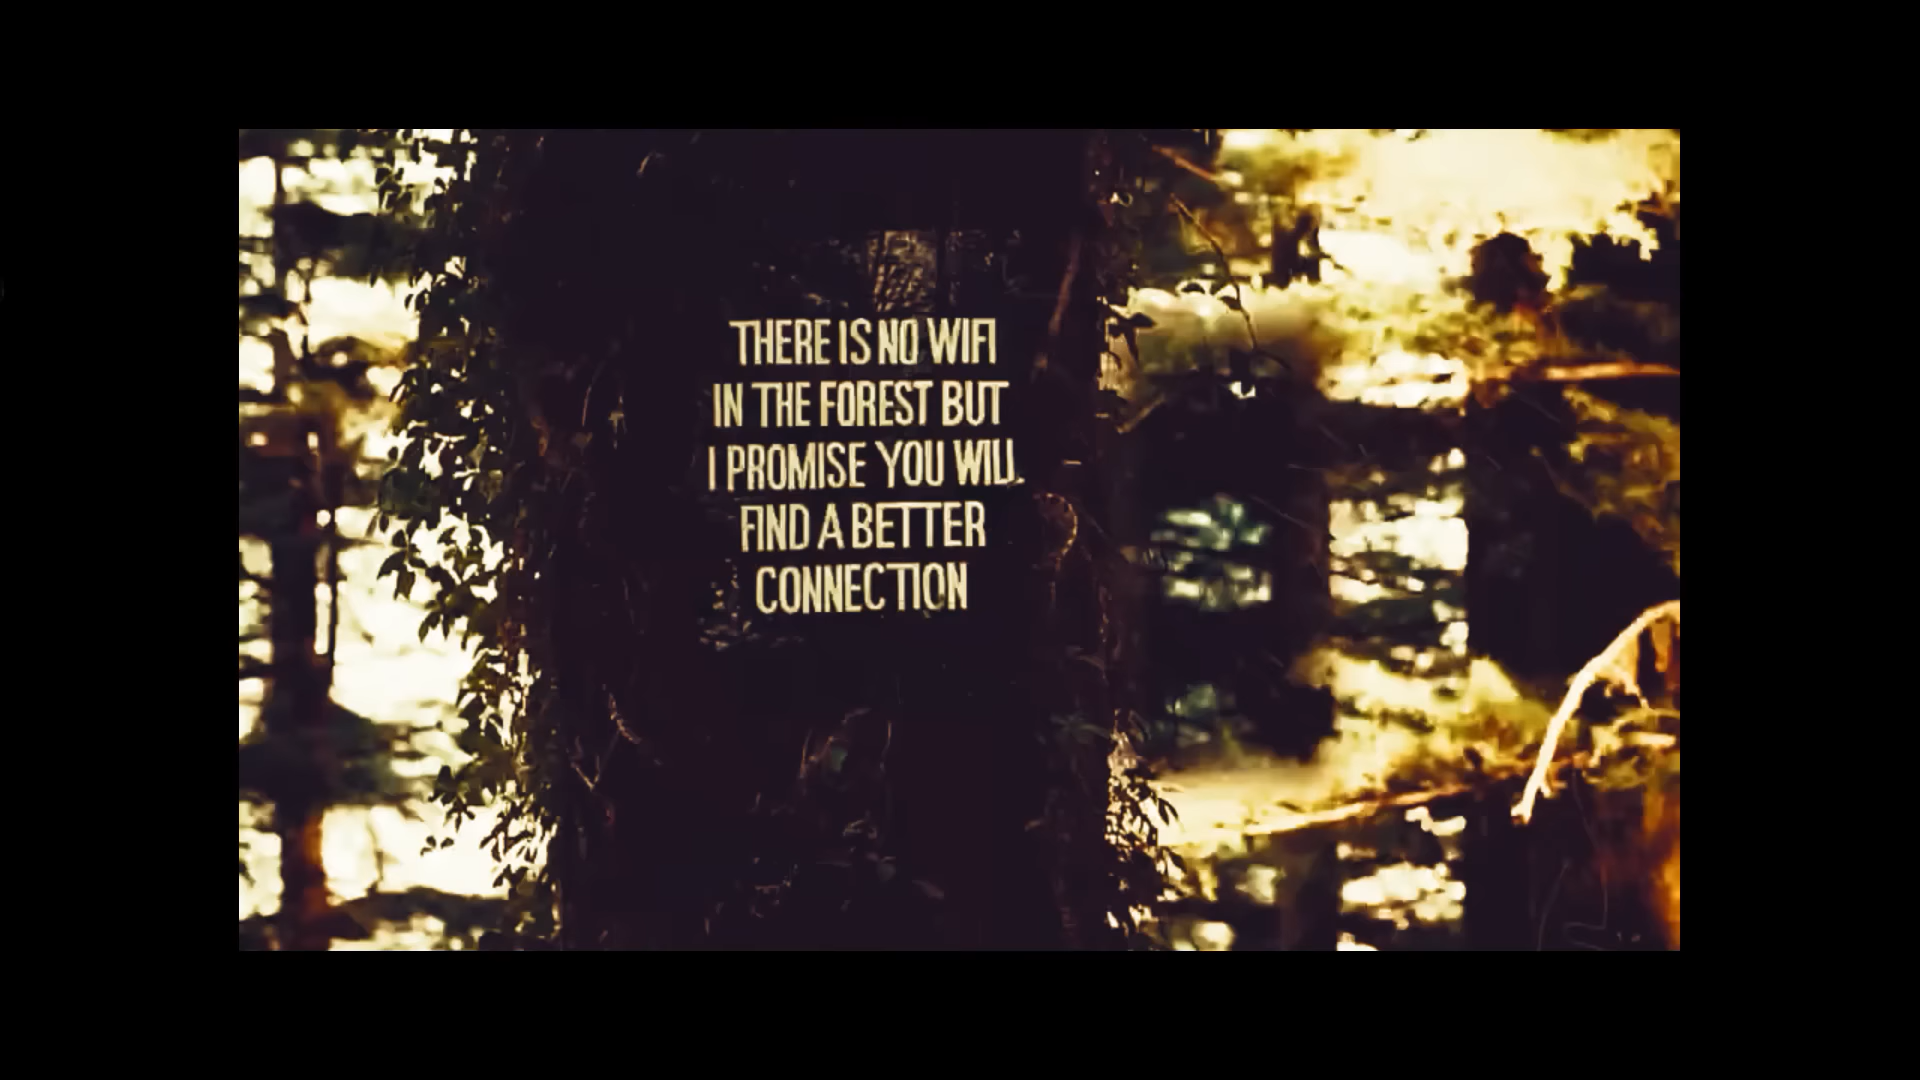 THERE IS NO WIFI
IN THE FOREST BUT
I PROMISE YOU WILL
FIND A BETTER
CONNECTION